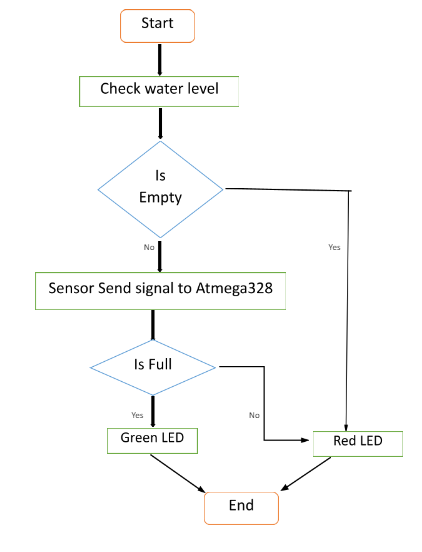 Start
Check water level
Is
Empty
No
Yes
Sensor Send signal to Atmega328
Is Full
Yes
No
Green LED
Red LED
End